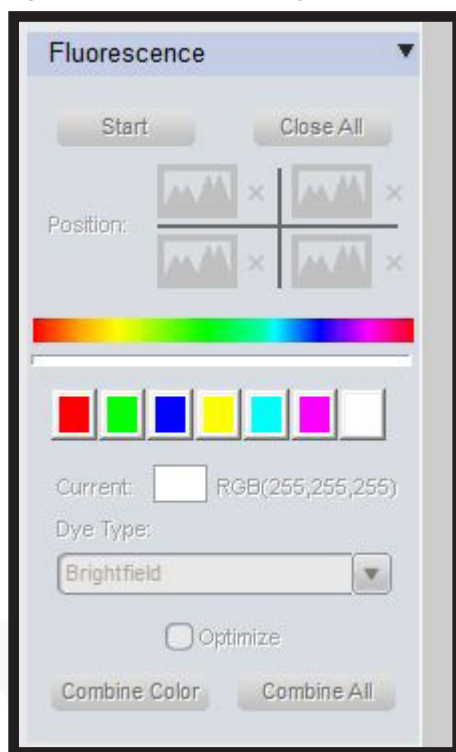 Fluorescence
Start Close All
Position:
Current: RGB(255,255,255)
Dye Type:
Brightfield
Optimize
Combine Color Combine All